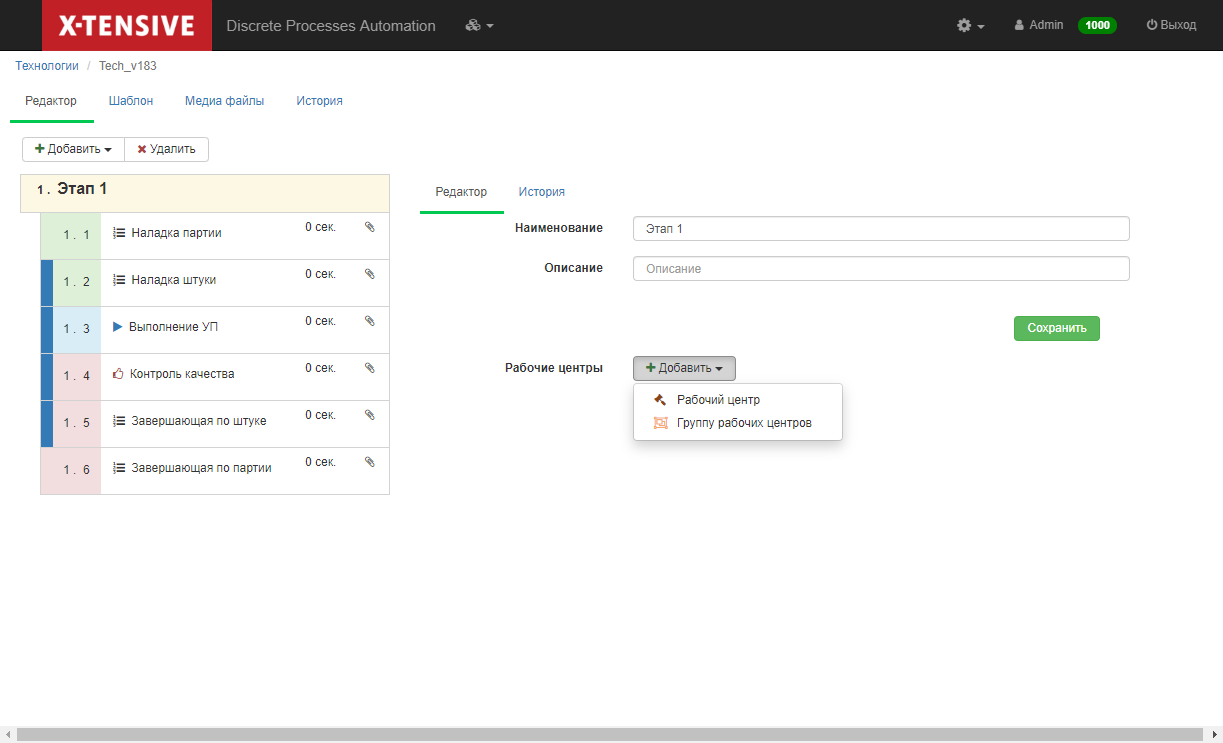 X-TENSIVE Discrete Processes Automation Admin 1000 Выход
Технологии / Tech_v183
Редактор Шаблон Медиа файлы История
Добавить Удалить
1 . Этап 1
1 . 1 Наладка партии 0 сек.
1 . 2 Наладка штуки 0 сек.
1 . 3 Выполнение УП 0 сек.
1 . 4 Контроль качества 0 сек.
1 . 5 Завершающая по штуке 0 сек.
1 . 6 Завершающая по партии 0 сек.
Редактор История
Наименование Этап 1
Описание Описание
Сохранить
Рабочие центры Добавить
Рабочий центр
Группу рабочих центров